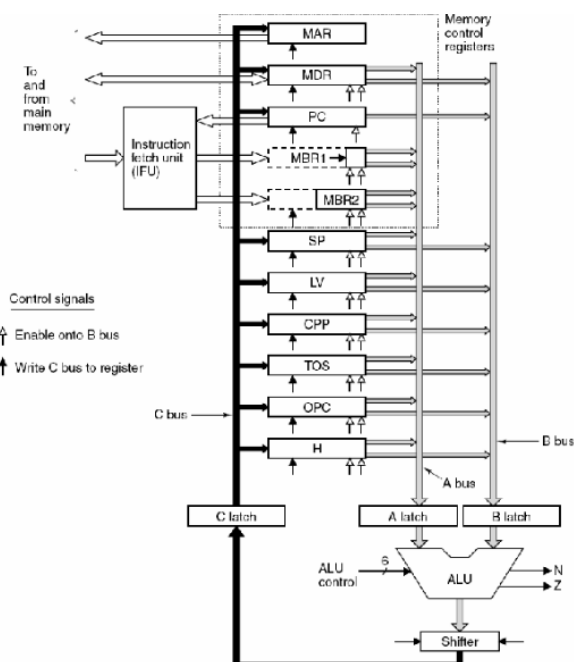 MAR
Memory
control
registers
To
and
from
main
memory
MDR
PC
Instruction
fetch unit
(IFU)
MBR1
MBR2
SP
LV
Control signals
CPP
Enable onto B bus
Write C bus to register
TOS
C bus
OPC
B bus
H
A bus
C latch
A latch
B latch
ALU
control
6
ALU
N
Z
Shifter